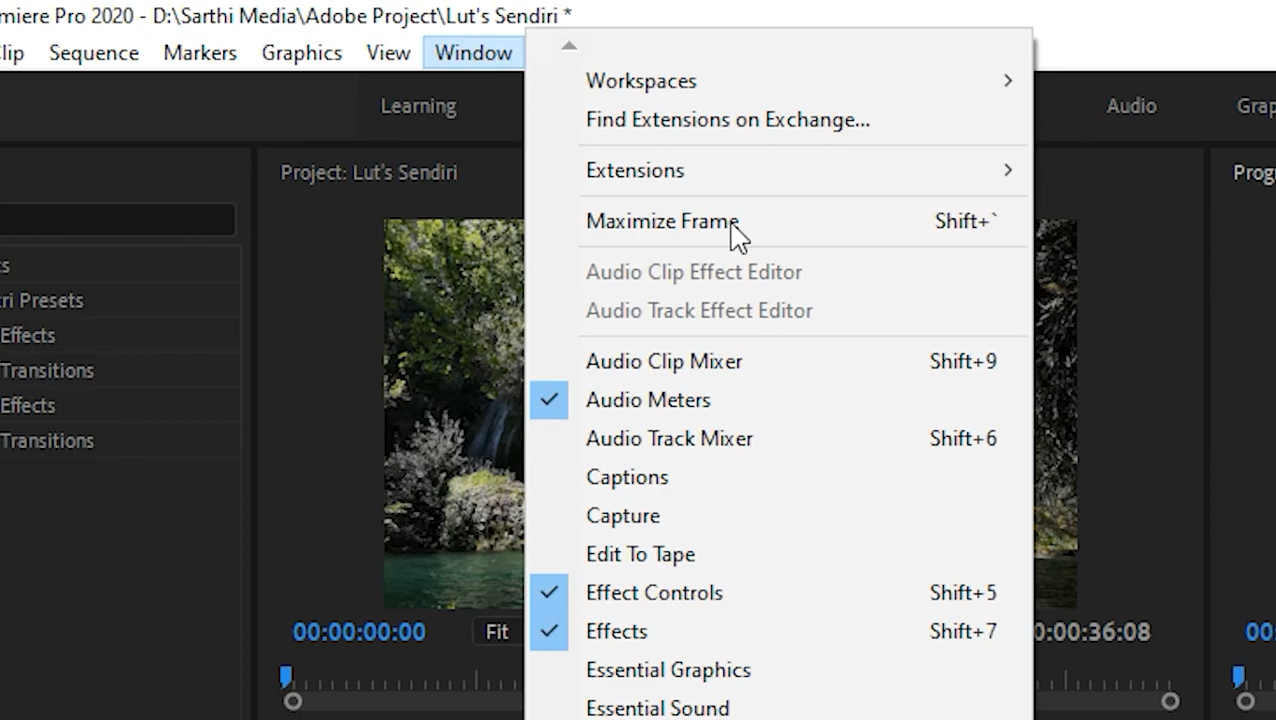 miere Pro 2020 - D:\Sarthi Media\Adobe Project\Lut's Sendiri *
lip Sequence Markers Graphics View Window
Learning Audio Grap
Project: Lut's Sendiri Progr
Workspaces
Find Extensions on Exchange...
Extensions
Maximize Frame Shift+`
Audio Clip Effect Editor
Audio Track Effect Editor
Audio Clip Mixer Shift+9
Audio Meters
Audio Track Mixer Shift+6
Captions
Capture
Edit To Tape
Effect Controls Shift+5
Effects Shift+7
Essential Graphics
Essential Sound
s
ri Presets
Effects
Transitions
Effects
Transitions
00:00:00:00 Fit 0:00:36:08 00: